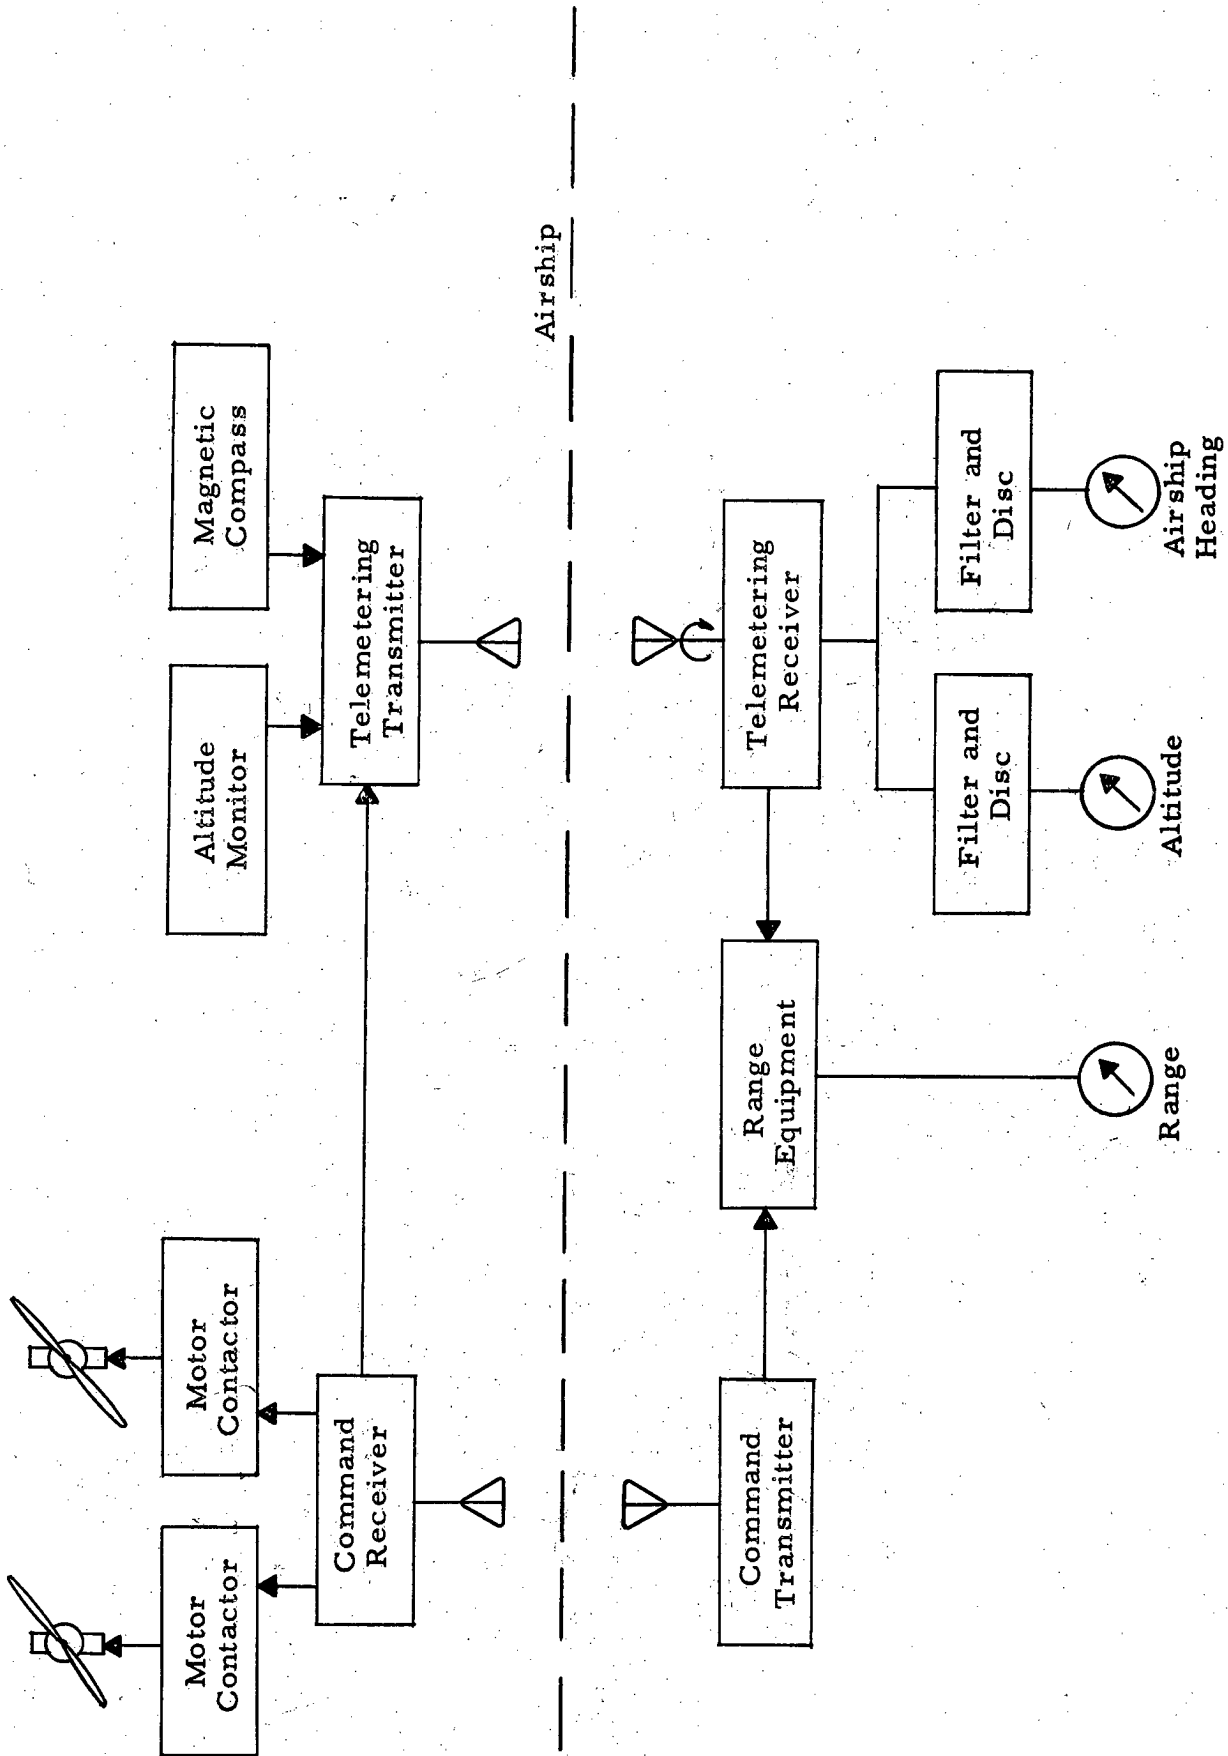 Motor
Contactor
Motor
Contactor
Altitude
Monitor
Magnetic
Compass
Command
Receiver
Telemetering
Transmitter
Airship
Command
Transmitter
Range
Equipment
Telemetering
Receiver
Filter and
Disc
Filter and
Disc
Range
Altitude
Airship
Heading